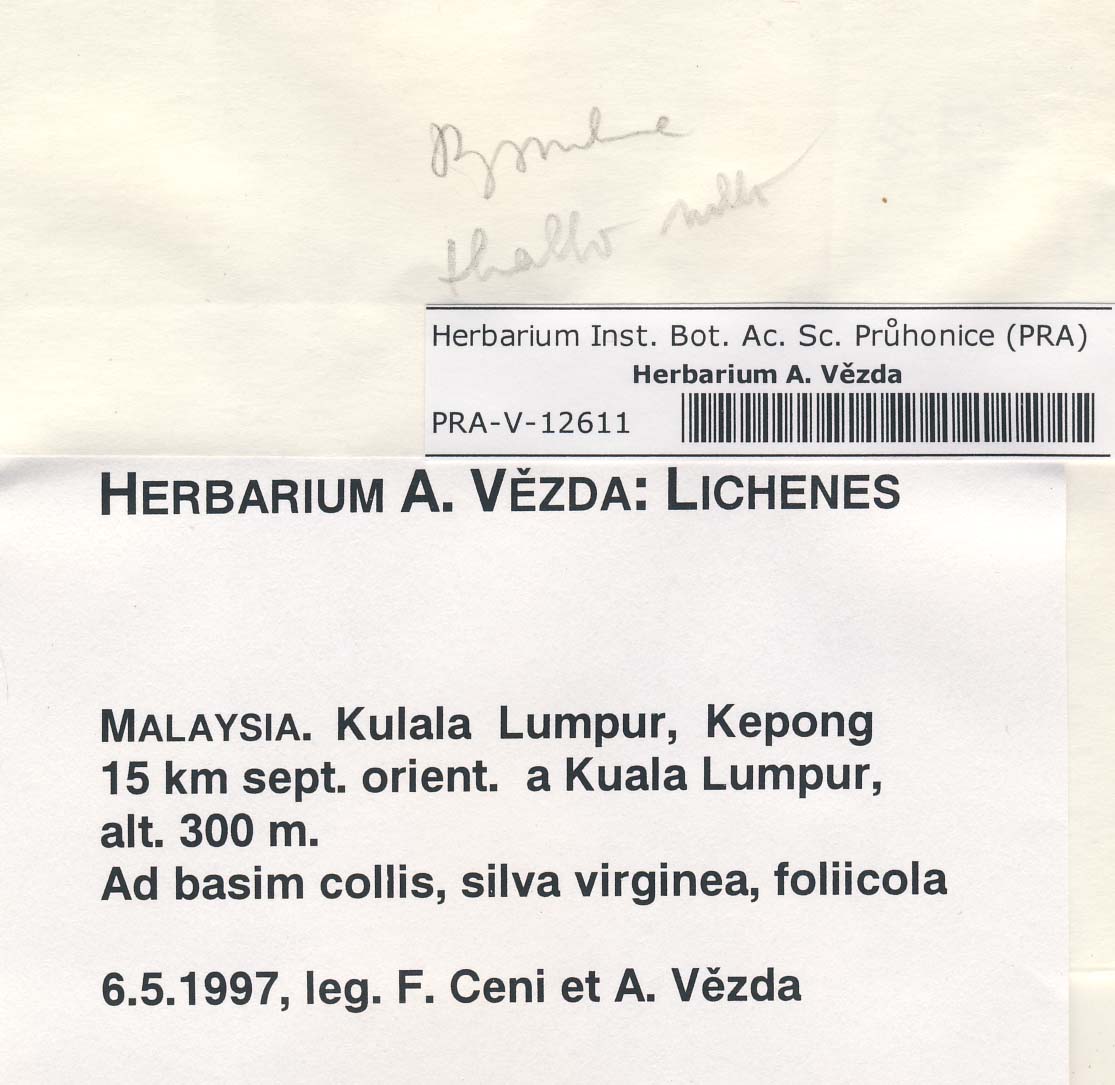 thallo nullo
Herbarium Inst. Bot. Ac. Sc. Průhonice (PRA)
Herbarium A. Vězda
PRA-V-12611
HERBARIUM A. VĚZDA: LICHENES
MALAYSIA. Kulala Lumpur, Kepong
15 km sept. orient. a Kuala Lumpur,
alt. 300 m.
Ad basim collis, silva virginea, foliicola
6.5.1997, leg. F. Ceni et A. Vězda